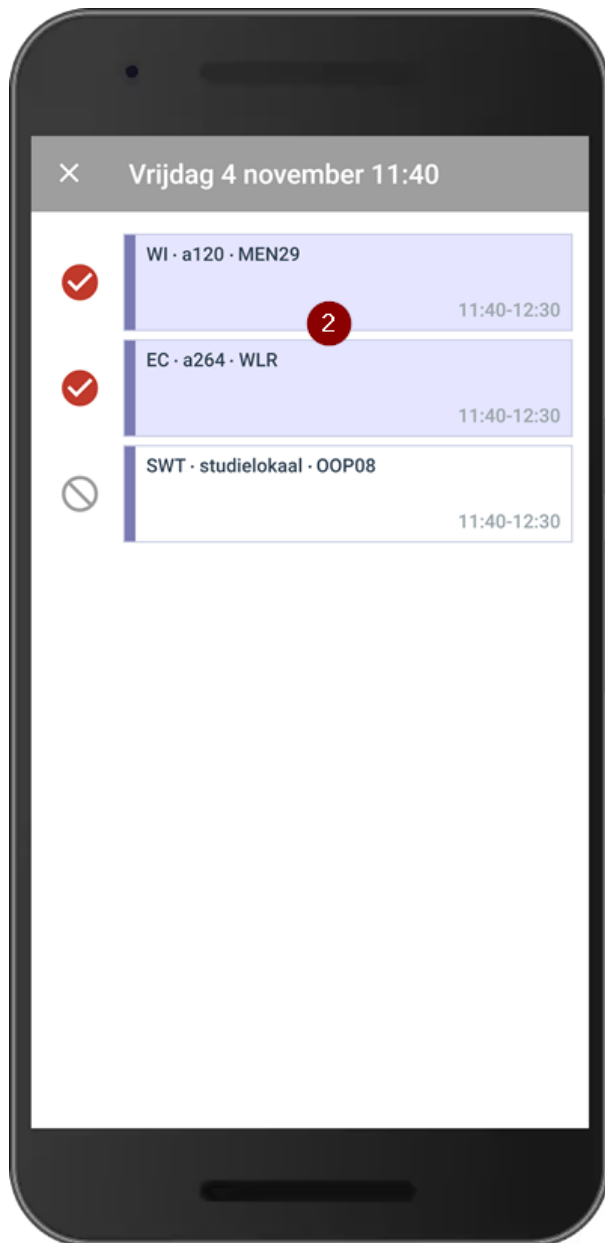 Vrijdag 4 november 11:40
WI · a120 · MEN29
11:40-12:30
2
EC · a264 · WLR
11:40-12:30
SWT · studielokaal · OOP08
11:40-12:30